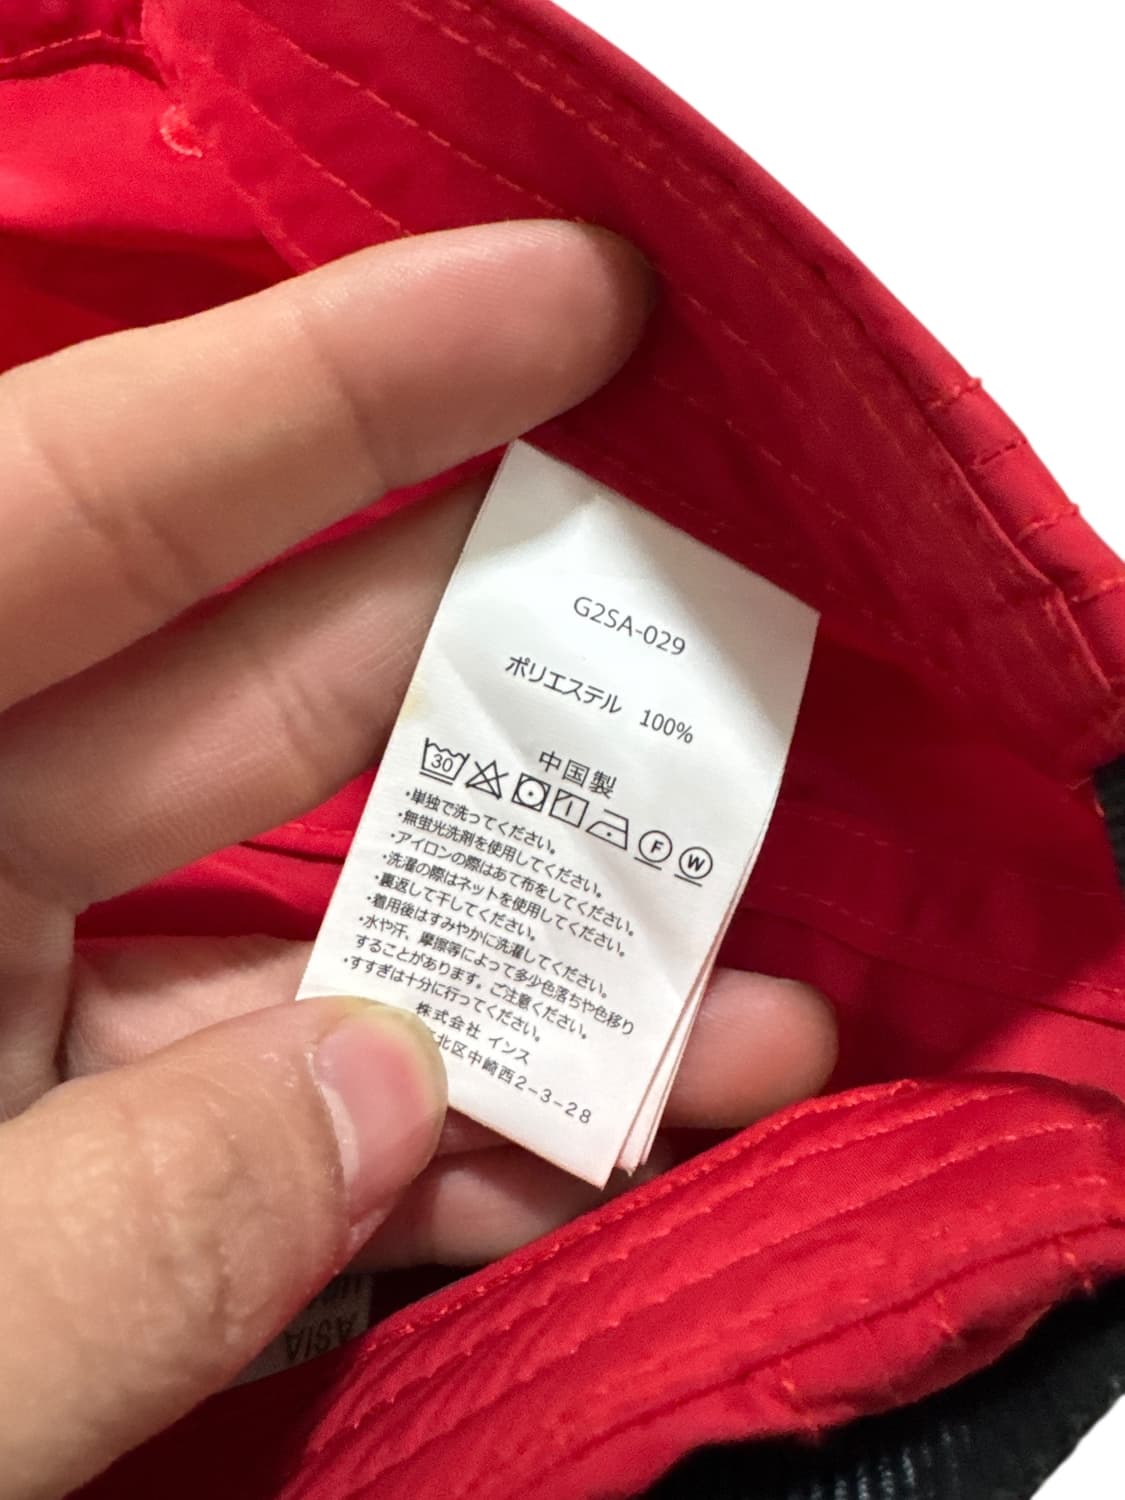 G2SA-029
ポリエステル 100%
中国製
30 F W
・単独で洗ってください。
・無蛍光洗剤を使用してください。
・アイロンの際はあて布をしてください。
・洗濯の際はネットを使用してください。
・裏返して干してください。
・着用後はすみやかに洗濯してください。
・水や汗、摩擦等によって多少色落ちや色移り
することがあります。ご注意ください。
・すすぎは十分に行ってください。
株式会社 インス
北区中崎西2-3-28
ASIA